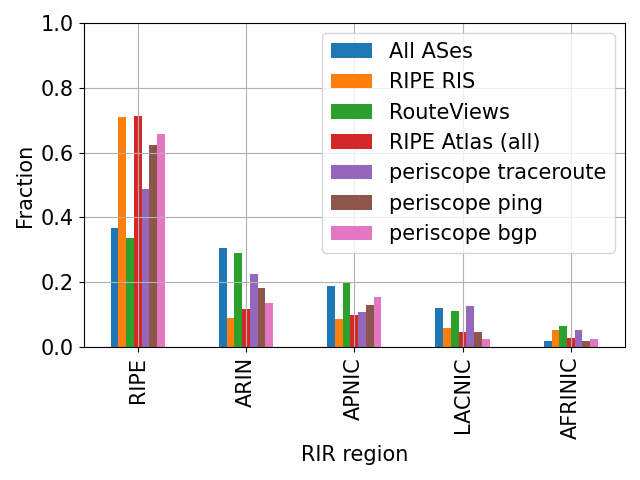 1.0
0.8
0.6
0.4
0.2
0.0
Fraction
All ASes
RIPE RIS
RouteViews
RIPE Atlas (all)
periscope traceroute
periscope ping
periscope bgp
RIPE
ARIN
APNIC
LACNIC
AFRINIC
RIR region